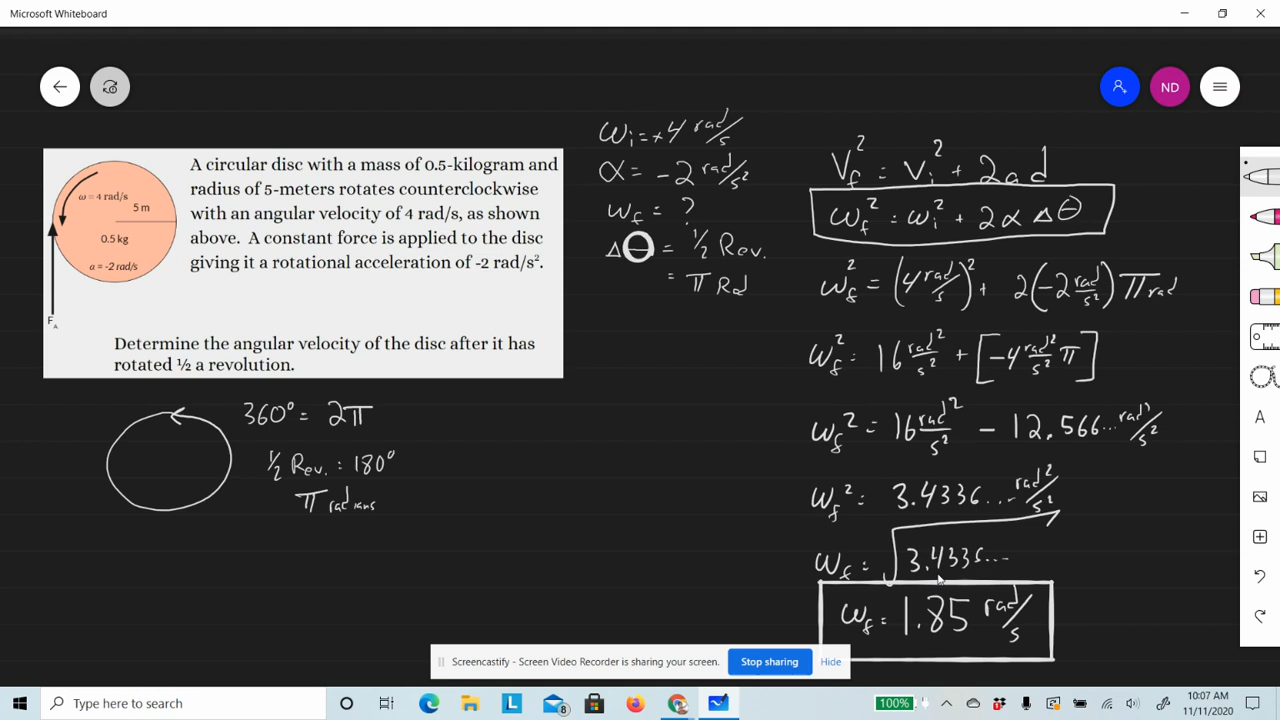 Microsoft Whiteboard
ND
ω = 4 rad/s
5 m
0.5 kg
α = -2 rad/s
F_A
A circular disc with a mass of 0.5-kilogram and
radius of 5-meters rotates counterclockwise
with an angular velocity of 4 rad/s, as shown
above. A constant force is applied to the disc
giving it a rotational acceleration of -2 rad/s².
Determine the angular velocity of the disc after it has
rotated ½ a revolution.
360° = 2π
½ Rev. = 180°
π radians
ωi = +4 rad/s
α = -2 rad/s²
ωf = ?
Δθ = ½ Rev.
= π Rad
Vf² = Vi² + 2ad
ωf² = ωi² + 2αΔθ
ωf² = (4 rad/s)² + 2(-2 rad/s²) π rad
ωf² = 16 rad²/s² + [-4 rad²/s² π]
ωf² = 16 rad²/s² - 12.566... rad²/s²
ωf² = 3.4336... rad²/s²
ωf = √3.4336...
ωf = 1.85 rad/s
A
Screencastify - Screen Video Recorder is sharing your screen.
Stop sharing
Hide
Type here to search
L
8
100%
10:07 AM
11/11/2020